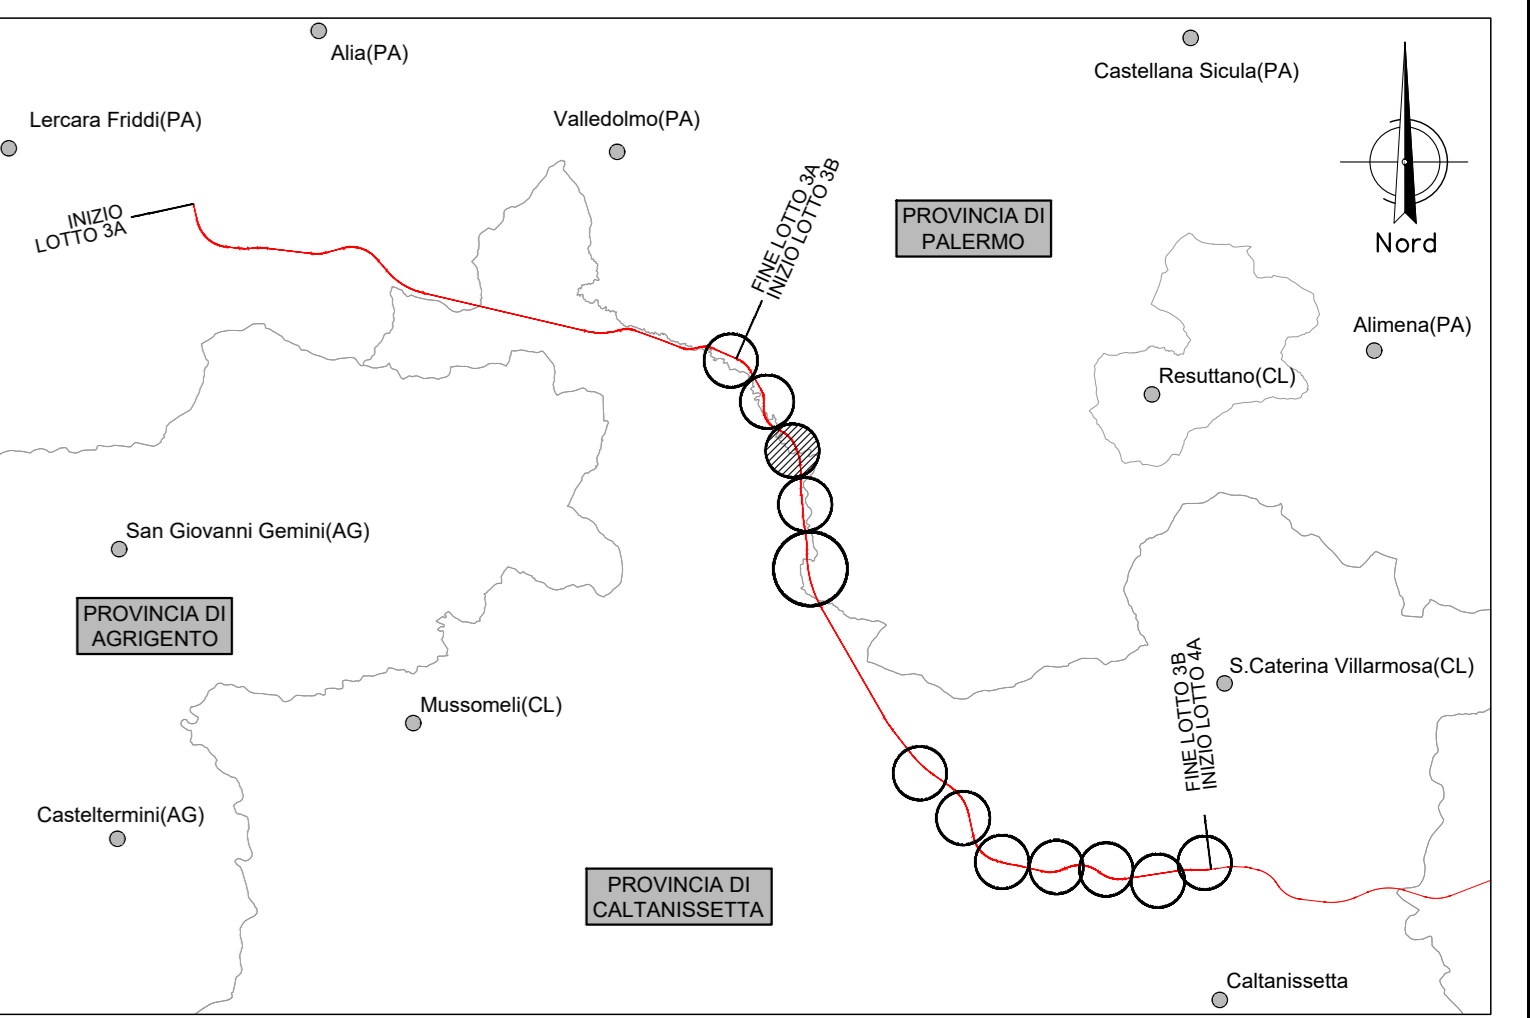 Alia(PA)
Castellana Sicula(PA)
Lercara Friddi(PA)
Valledolmo(PA)
INIZIO
LOTTO 3A
FINE LOTTO 3A
INIZIO LOTTO 3B
PROVINCIA DI
PALERMO
Nord
Alimena(PA)
Resuttano(CL)
San Giovanni Gemini(AG)
PROVINCIA DI
AGRIGENTO
Mussomeli(CL)
FINE LOTTO 3B
INIZIO LOTTO 4A
S.Caterina Villarmosa(CL)
Casteltermini(AG)
PROVINCIA DI
CALTANISSETTA
Caltanissetta